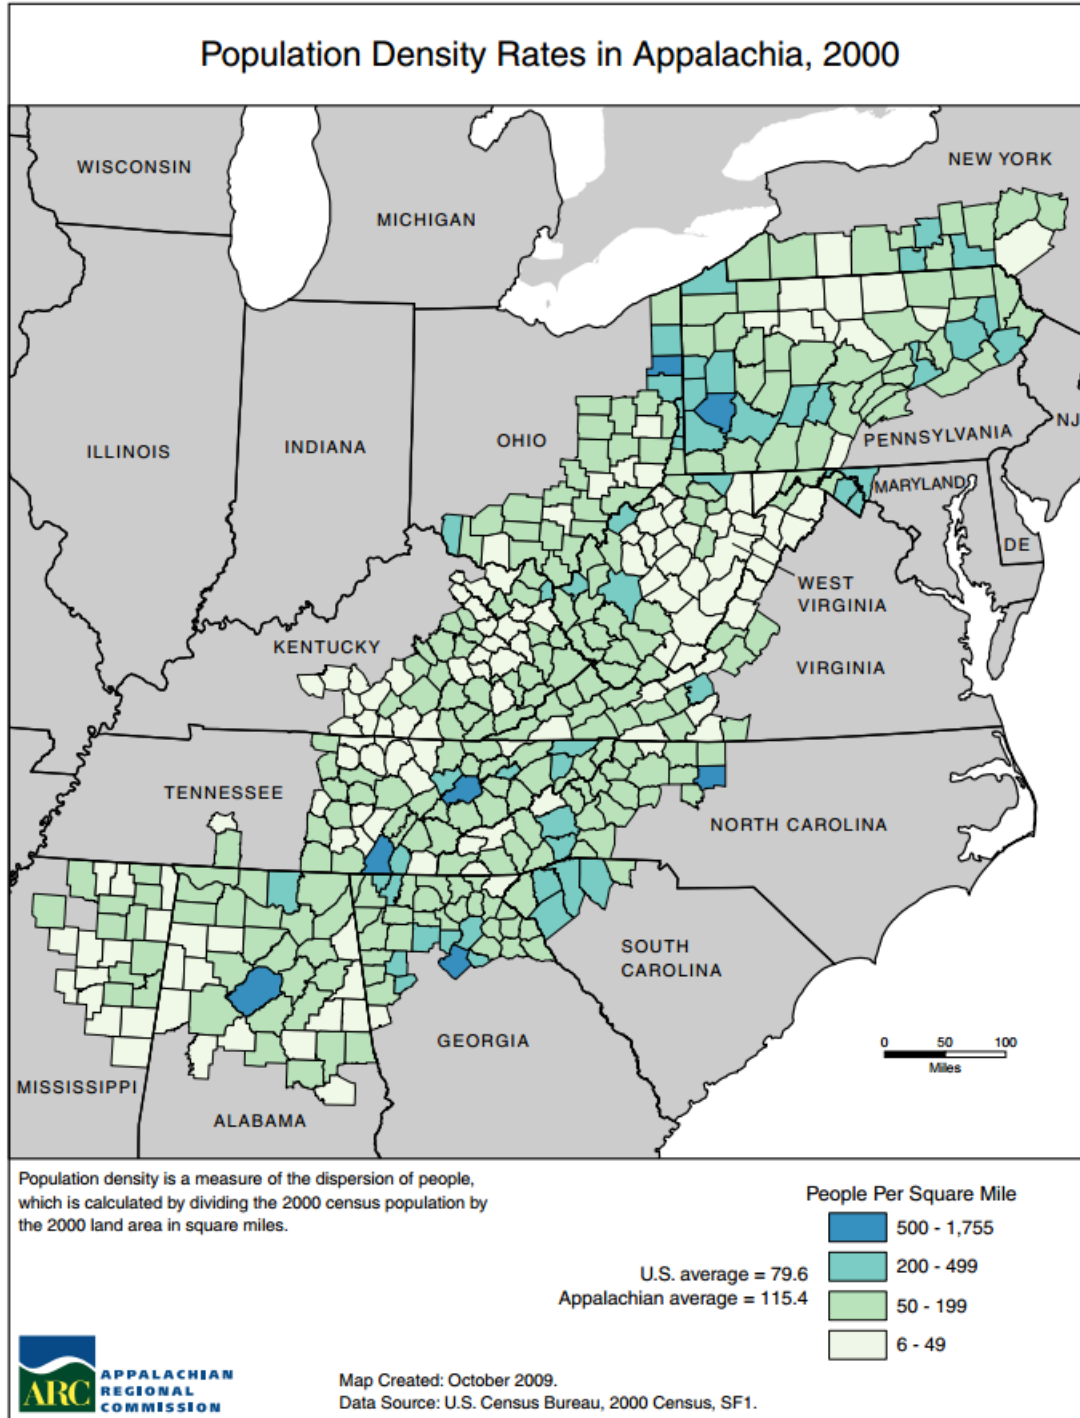 Population Density Rates in Appalachia, 2000
WISCONSIN
NEW YORK
MICHIGAN
ILLINOIS
INDIANA
OHIO
PENNSYLVANIA
NJ
MARYLAND
DE
WEST
VIRGINIA
KENTUCKY
VIRGINIA
TENNESSEE
NORTH CAROLINA
SOUTH
CAROLINA
GEORGIA
MISSISSIPPI
ALABAMA
0 50 100
Miles
Population density is a measure of the dispersion of people,
which is calculated by dividing the 2000 census population by
the 2000 land area in square miles.
People Per Square Mile
500 - 1,755
200 - 499
50 - 199
6 - 49
U.S. average = 79.6
Appalachian average = 115.4
ARC
APPALACHIAN
REGIONAL
COMMISSION
Map Created: October 2009.
Data Source: U.S. Census Bureau, 2000 Census, SF1.